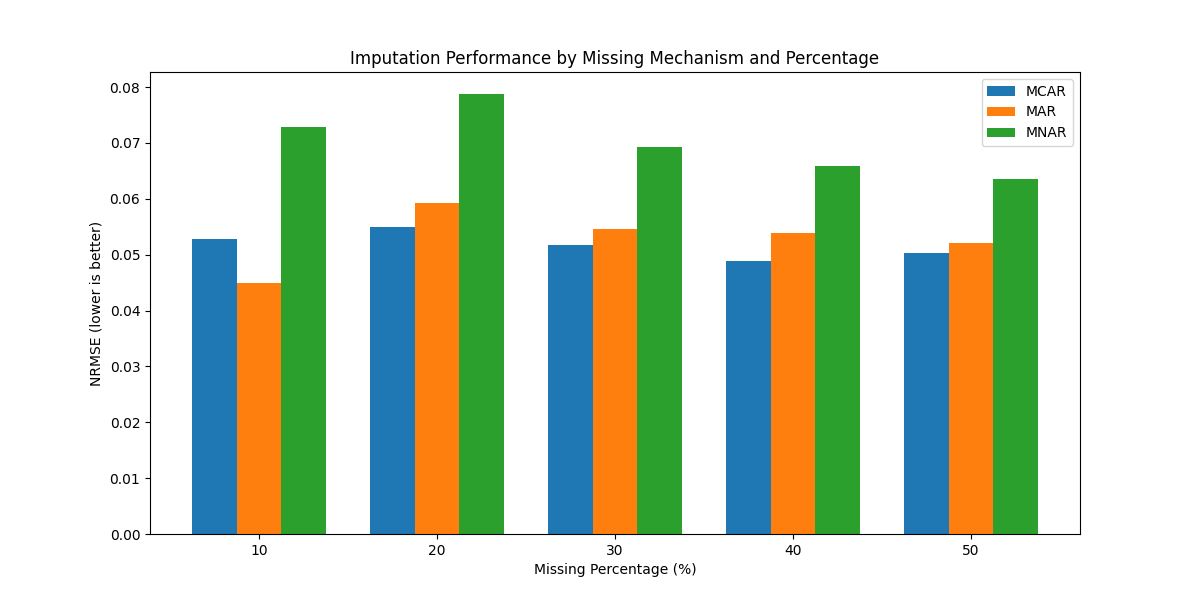 Imputation Performance by Missing Mechanism and Percentage
MCAR
MAR
MNAR
NRMSE (lower is better)
0.08
0.07
0.06
0.05
0.04
0.03
0.02
0.01
0.00
10 20 30 40 50
Missing Percentage (%)